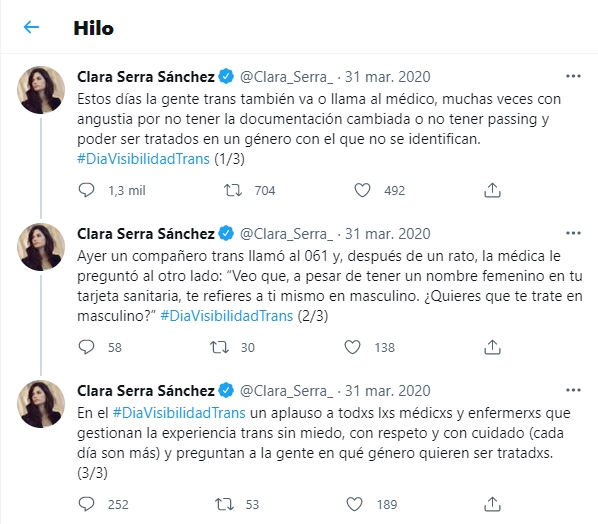 Hilo
Clara Serra Sánchez @Clara_Serra_ · 31 mar. 2020
Estos días la gente trans también va o llama al médico, muchas veces con
angustia por no tener la documentación cambiada o no tener passing y
poder ser tratados en un género con el que no se identifican.
#DiaVisibilidadTrans (1/3)
1,3 mil 704 492
Clara Serra Sánchez @Clara_Serra_ · 31 mar. 2020
Ayer un compañero trans llamó al 061 y, después de un rato, la médica le
preguntó al otro lado: “Veo que, a pesar de tener un nombre femenino en tu
tarjeta sanitaria, te refieres a ti mismo en masculino. ¿Quieres que te trate en
masculino?” #DiaVisibilidadTrans (2/3)
58 30 138
Clara Serra Sánchez @Clara_Serra_ · 31 mar. 2020
En el #DiaVisibilidadTrans un aplauso a todxs lxs médicxs y enfermerxs que
gestionan la experiencia trans sin miedo, con respeto y con cuidado (cada
día son más) y preguntan a la gente en qué género quieren ser tratadxs.
(3/3)
252 53 189